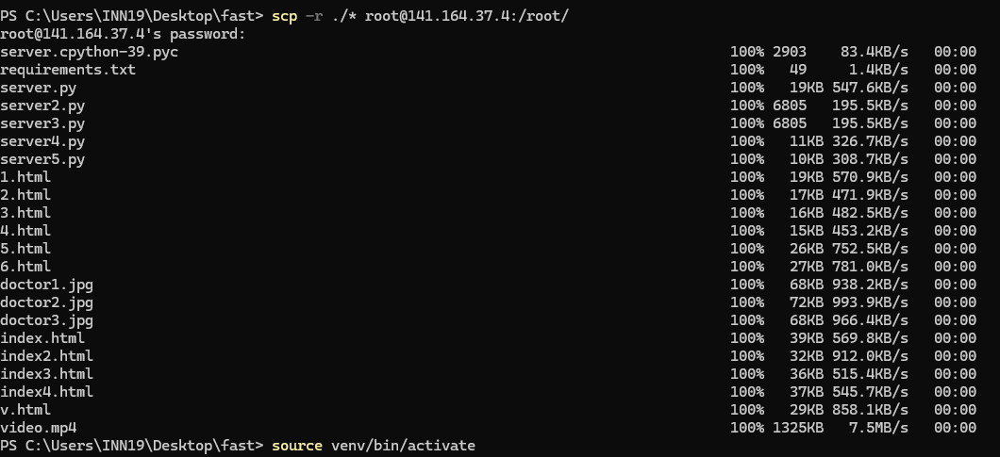 PS C:\Users\INN19\Desktop\fast> scp -r ./* root@141.164.37.4:/root/
root@141.164.37.4's password:
server.cpython-39.pyc 100% 2903 83.4KB/s 00:00
requirements.txt 100% 49 1.4KB/s 00:00
server.py 100% 19KB 547.6KB/s 00:00
server2.py 100% 6805 195.5KB/s 00:00
server3.py 100% 6805 195.5KB/s 00:00
server4.py 100% 11KB 326.7KB/s 00:00
server5.py 100% 10KB 308.7KB/s 00:00
1.html 100% 19KB 570.9KB/s 00:00
2.html 100% 17KB 471.9KB/s 00:00
3.html 100% 16KB 482.5KB/s 00:00
4.html 100% 15KB 453.2KB/s 00:00
5.html 100% 26KB 752.5KB/s 00:00
6.html 100% 27KB 781.0KB/s 00:00
doctor1.jpg 100% 68KB 938.2KB/s 00:00
doctor2.jpg 100% 72KB 993.9KB/s 00:00
doctor3.jpg 100% 68KB 966.4KB/s 00:00
index.html 100% 39KB 569.8KB/s 00:00
index2.html 100% 32KB 912.0KB/s 00:00
index3.html 100% 36KB 515.4KB/s 00:00
index4.html 100% 37KB 545.7KB/s 00:00
v.html 100% 29KB 858.1KB/s 00:00
video.mp4 100% 1325KB 7.5MB/s 00:00
PS C:\Users\INN19\Desktop\fast> source venv/bin/activate